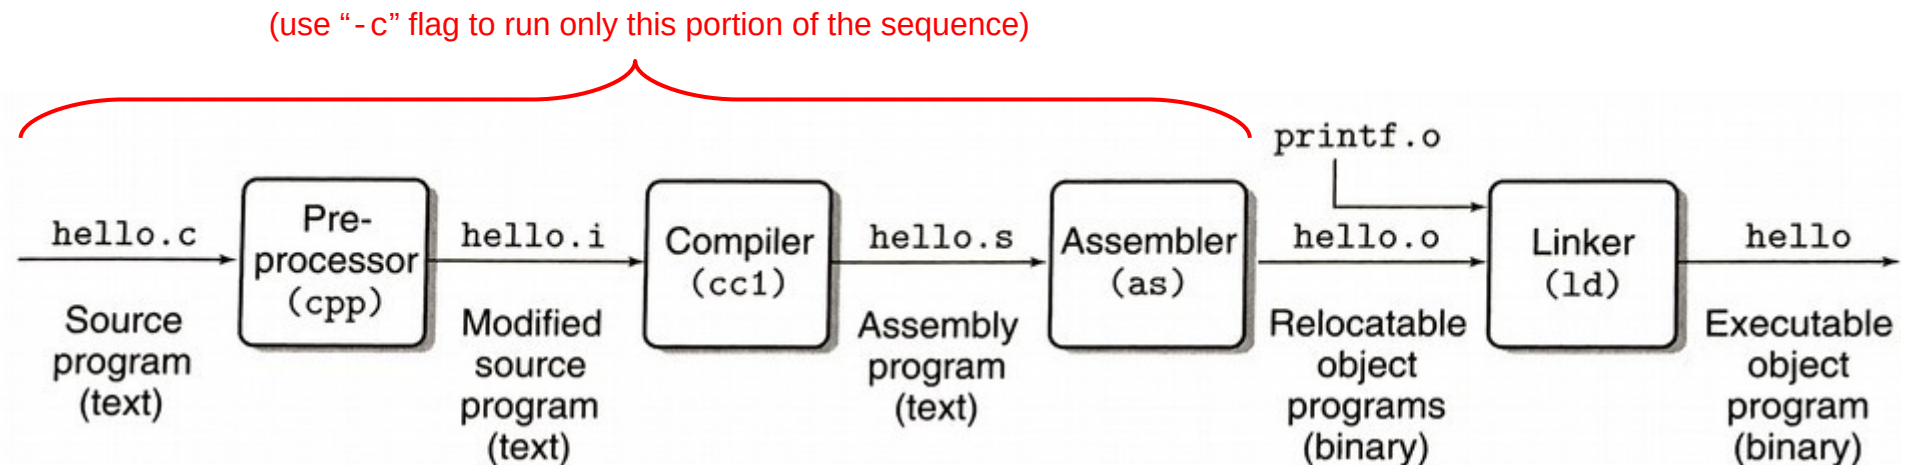 (use “-c” flag to run only this portion of the sequence)
printf.o
hello.c
Pre-
processor
(cpp)
hello.i
Compiler
(cc1)
hello.s
Assembler
(as)
hello.o
Linker
(ld)
hello
Source
program
(text)
Modified
source
program
(text)
Assembly
program
(text)
Relocatable
object
programs
(binary)
Executable
object
program
(binary)